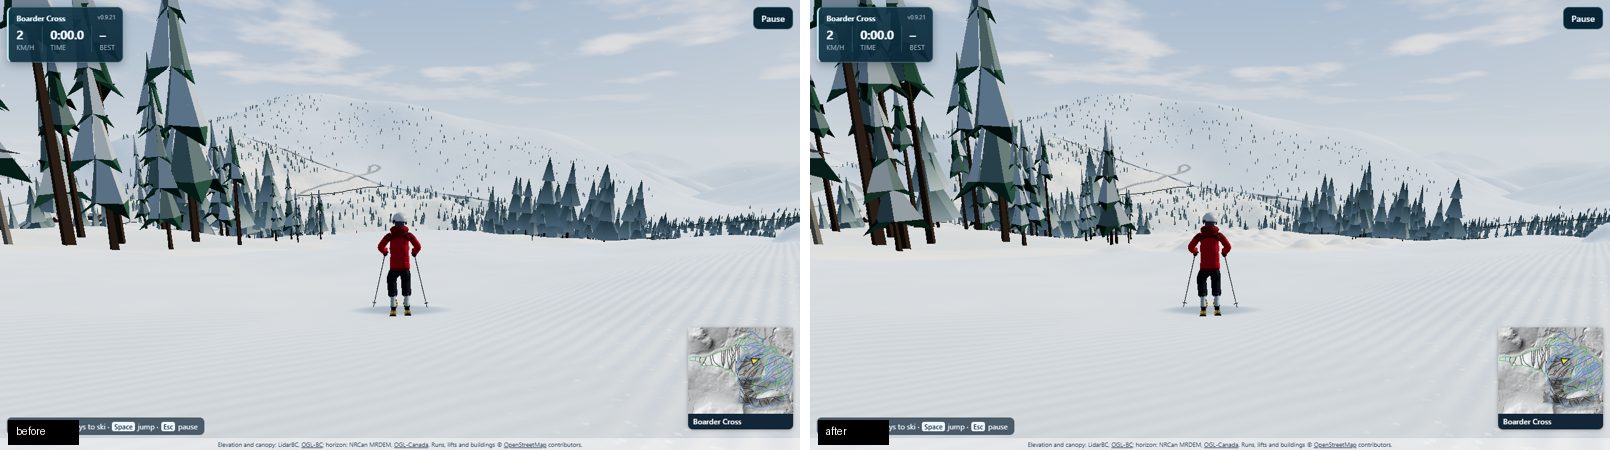 Boarder Cross v0.9.21
2 0:00.0 –
KM/H TIME BEST
Pause
ys to ski · Space jump · Esc pause
before
Boarder Cross
Elevation and canopy: LidarBC, OGL-BC; horizon: NRCan MRDEM, OGL-Canada. Runs, lifts and buildings © OpenStreetMap contributors.
Boarder Cross v0.9.21
2 0:00.0 –
KM/H TIME BEST
Pause
ys to ski · Space jump · Esc pause
after
Boarder Cross
Elevation and canopy: LidarBC, OGL-BC; horizon: NRCan MRDEM, OGL-Canada. Runs, lifts and buildings © OpenStreetMap contributors.